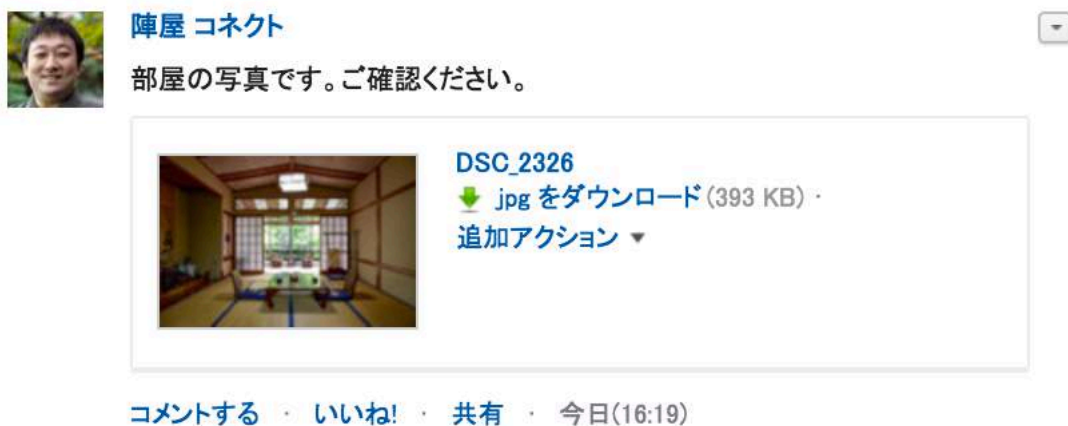 陣屋 コネクト
部屋の写真です。ご確認ください。
DSC_2326
jpg をダウンロード(393 KB) ·
追加アクション
コメントする · いいね! · 共有 · 今日(16:19)